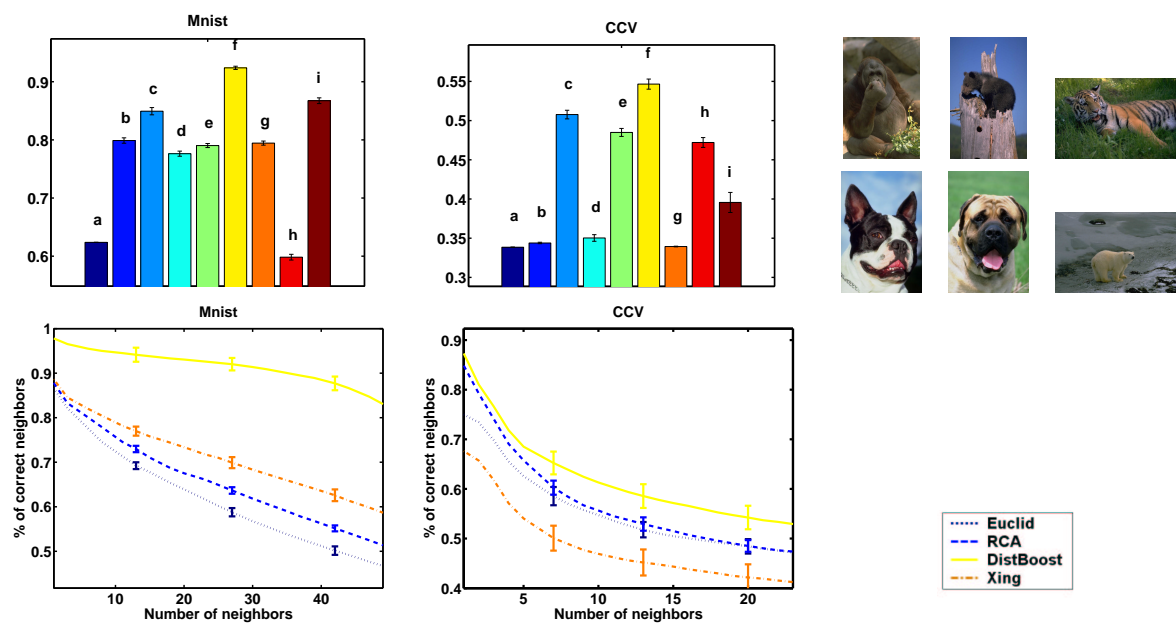 Mnist
0.9
0.8
0.7
0.6
a
b
c
d
e
f
g
h
i
CCV
0.55
0.5
0.45
0.4
0.35
0.3
a
b
c
d
e
f
g
h
i
Mnist
% of correct neighbors
1
0.9
0.8
0.7
0.6
0.5
10 20 30 40
Number of neighbors
CCV
% of correct neighbors
0.9
0.8
0.7
0.6
0.5
0.4
5 10 15 20
Number of neighbors
Euclid
RCA
DistBoost
Xing